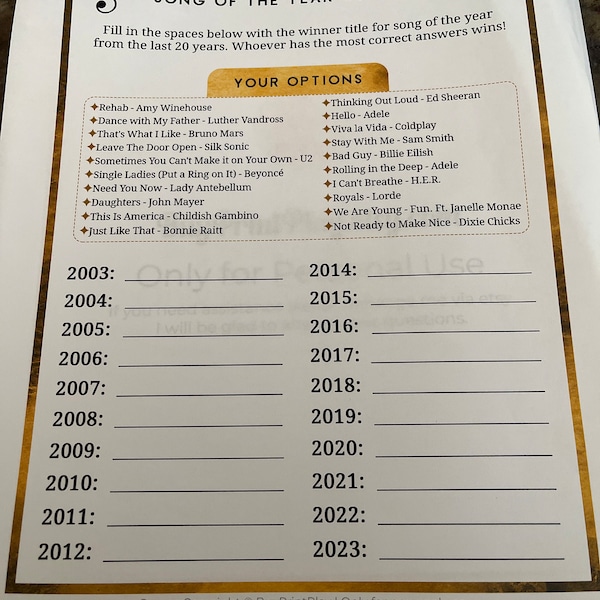 SONG OF THE YEAR
Fill in the spaces below with the winner title for song of the year
from the last 20 years. Whoever has the most correct answers wins!
YOUR OPTIONS
✦Rehab - Amy Winehouse
✦Dance with My Father - Luther Vandross
✦That's What I Like - Bruno Mars
✦Leave The Door Open - Silk Sonic
✦Sometimes You Can't Make it on Your Own - U2
✦Single Ladies (Put a Ring on It) - Beyoncé
✦Need You Now - Lady Antebellum
✦Daughters - John Mayer
✦This Is America - Childish Gambino
✦Just Like That - Bonnie Raitt
✦Thinking Out Loud - Ed Sheeran
✦Hello - Adele
✦Viva la Vida - Coldplay
✦Stay With Me - Sam Smith
✦Bad Guy - Billie Eilish
✦Rolling in the Deep - Adele
✦I Can't Breathe - H.E.R.
✦Royals - Lorde
✦We Are Young - Fun. Ft. Janelle Monae
✦Not Ready to Make Nice - Dixie Chicks
Only for Personal Use
2003:
2004:
2005:
2006:
2007:
2008:
2009:
2010:
2011:
2012:
2014:
2015:
2016:
2017:
2018:
2019:
2020:
2021:
2022:
2023: